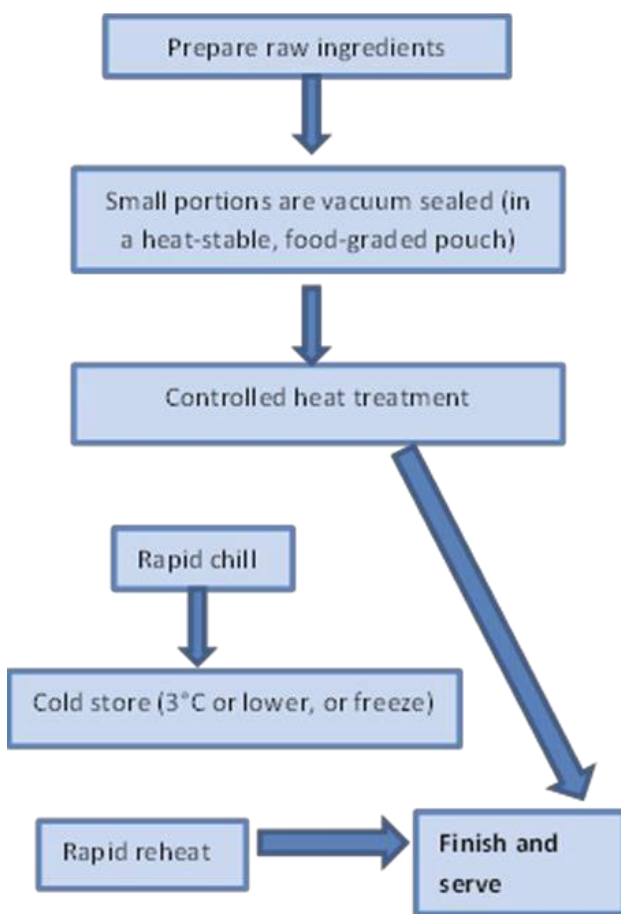 Prepare raw ingredients
Small portions are vacuum sealed (in
a heat-stable, food-graded pouch)
Controlled heat treatment
Rapid chill
Cold store (3°C or lower, or freeze)
Rapid reheat
Finish and
serve